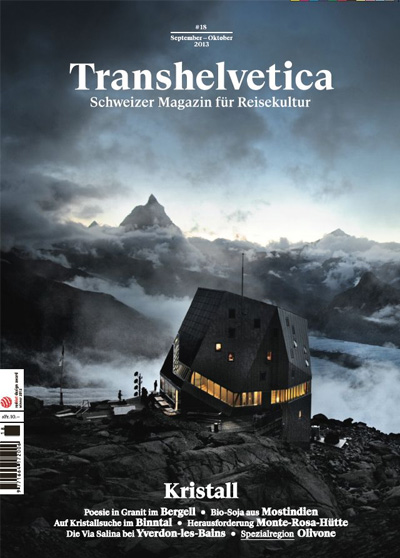 #18
September – Oktober
2013
Transhelvetica
Schweizer Magazin für Reisekultur
Kristall
Poesie in Granit im Bergell • Bio-Soja aus Mostindien
Auf Kristallsuche im Binntal • Herausforderung Monte-Rosa-Hütte
Die Via Salina bei Yverdon-les-Bains • Spezialregion Olivone